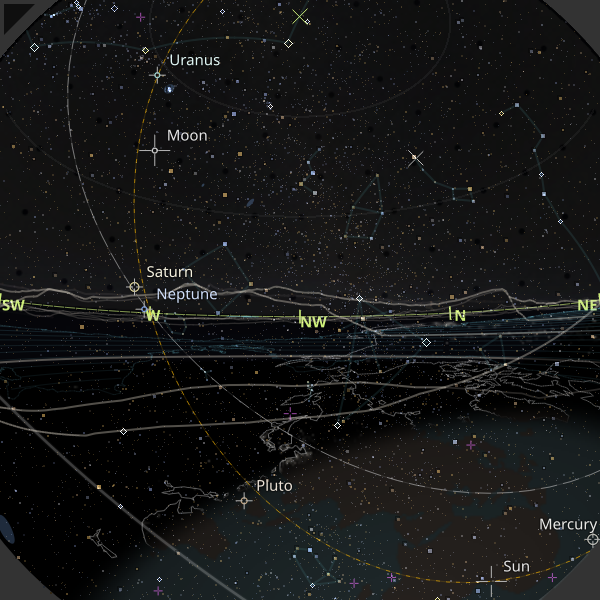 Uranus
Moon
Saturn
Neptune
SW
W
NW
N
NE
Pluto
Mercury
Sun